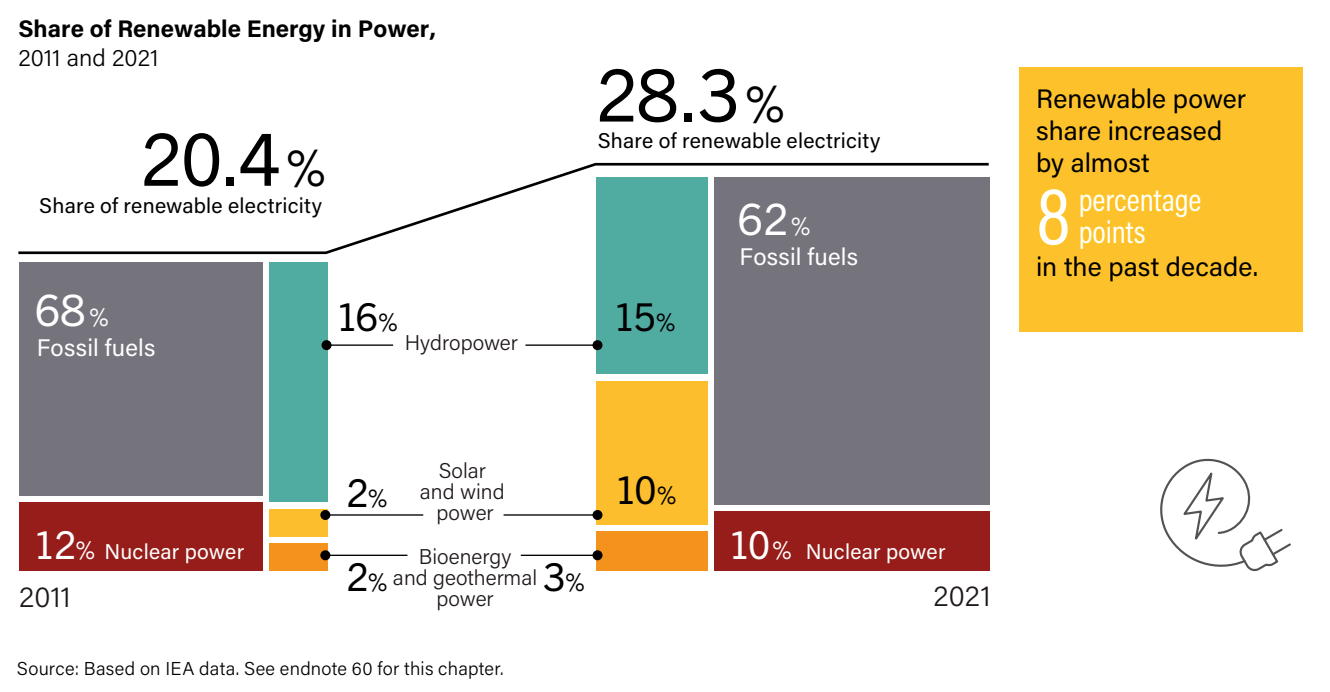 Share of Renewable Energy in Power,
2011 and 2021
20.4%
Share of renewable electricity
28.3%
Share of renewable electricity
Renewable power
share increased
by almost
8 percentage
points
in the past decade.
68%
Fossil fuels
12% Nuclear power
2011
16%
Hydropower
15%
2%
Solar
and wind
power
10%
2%
Bioenergy
and geothermal
power
3%
62%
Fossil fuels
10% Nuclear power
2021
Source: Based on IEA data. See endnote 60 for this chapter.